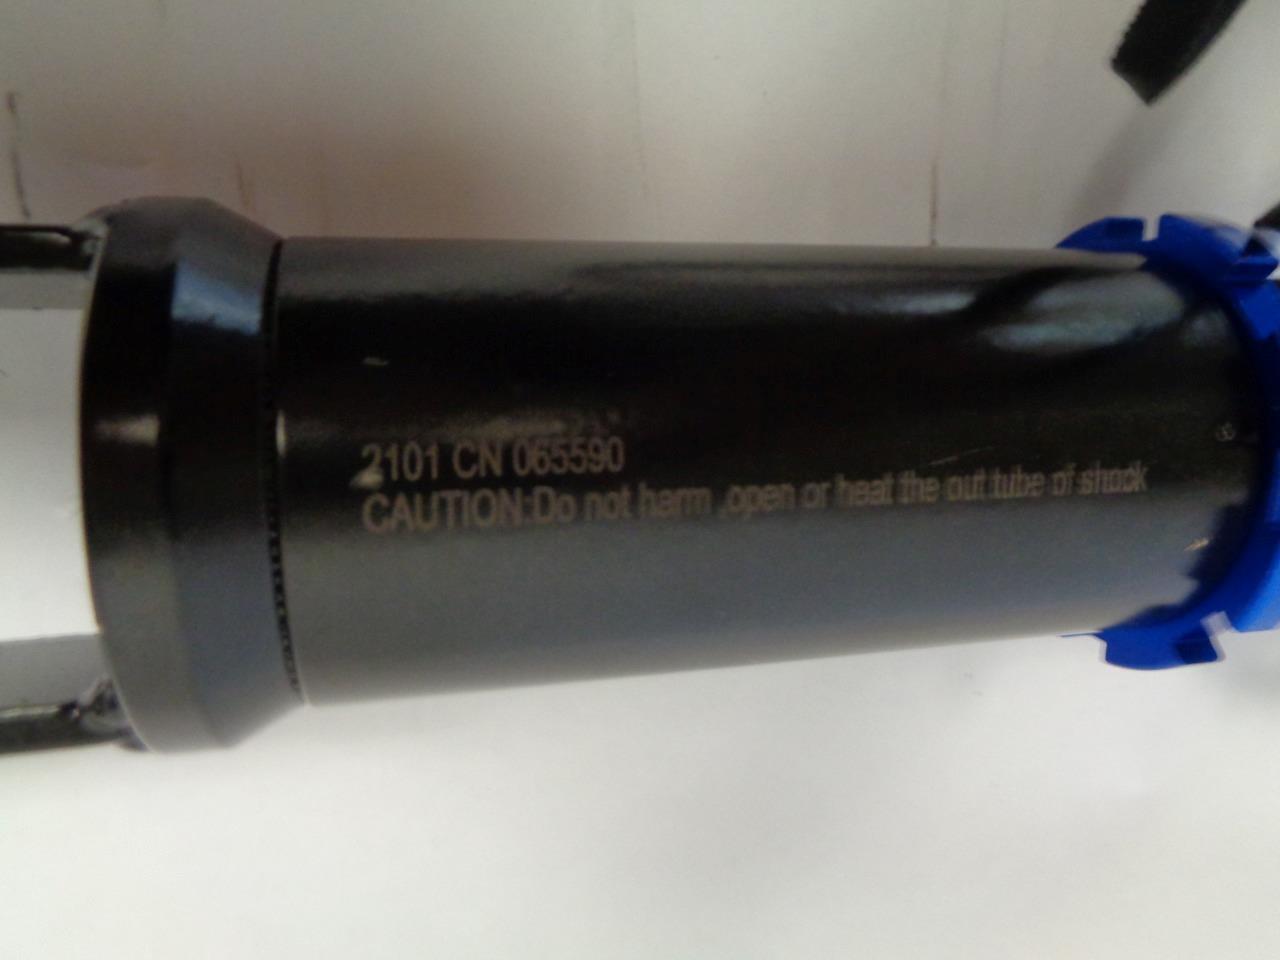 2101 CN 065590
CAUTION:Do not harm ,open or heat the out tube of shock